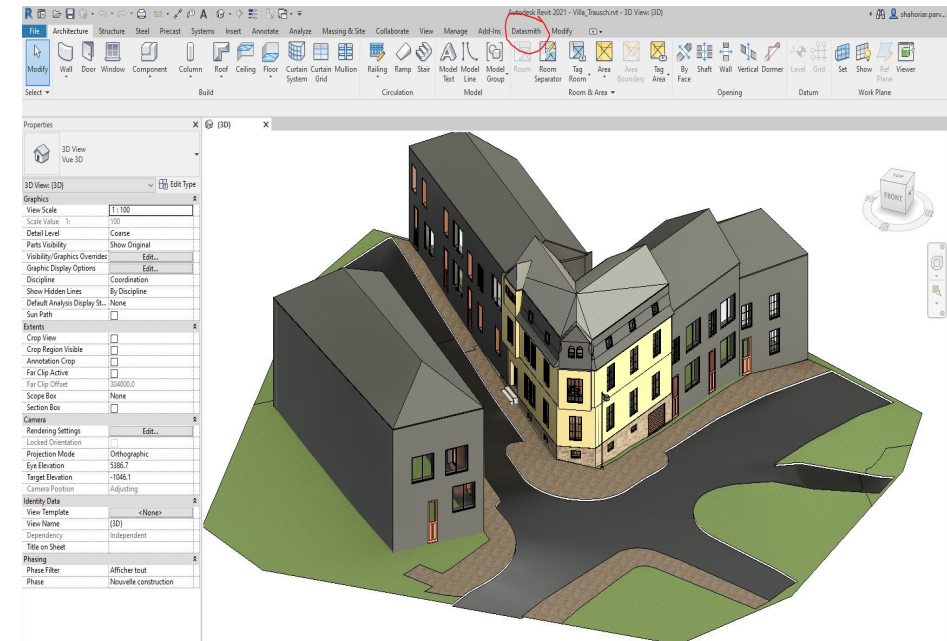 Autodesk Revit 2021 - Villa_Trausch.rvt - 3D View: {3D}
shahoriar.parv...
File Architecture Structure Steel Precast Systems Insert Annotate Analyze Massing & Site Collaborate View Manage Add-Ins Datasmith Modify
Modify Wall Door Window Component Column Roof Ceiling Floor Curtain System Curtain Grid Mullion Railing Ramp Stair Model Text Model Line Model Group Room Room Separator Tag Room Area Area Boundary Tag Area By Face Shaft Wall Vertical Dormer Level Grid Set Show Ref Plane Viewer
Select Build Circulation Model Room & Area Opening Datum Work Plane
Properties X {3D} X
3D View
Vue 3D
3D View: {3D} Edit Type
Graphics
View Scale 1 : 100
Scale Value 1: 100
Detail Level Coarse
Parts Visibility Show Original
Visibility/Graphics Overrides Edit...
Graphic Display Options Edit...
Discipline Coordination
Show Hidden Lines By Discipline
Default Analysis Display St... None
Sun Path
Extents
Crop View
Crop Region Visible
Annotation Crop
Far Clip Active
Far Clip Offset 304800.0
Scope Box None
Section Box
Camera
Rendering Settings Edit...
Locked Orientation
Projection Mode Orthographic
Eye Elevation 5386.7
Target Elevation -1046.1
Camera Position Adjusting
Identity Data
View Template <None>
View Name {3D}
Dependency Independent
Title on Sheet
Phasing
Phase Filter Afficher tout
Phase Nouvelle construction
TOP
FRONT